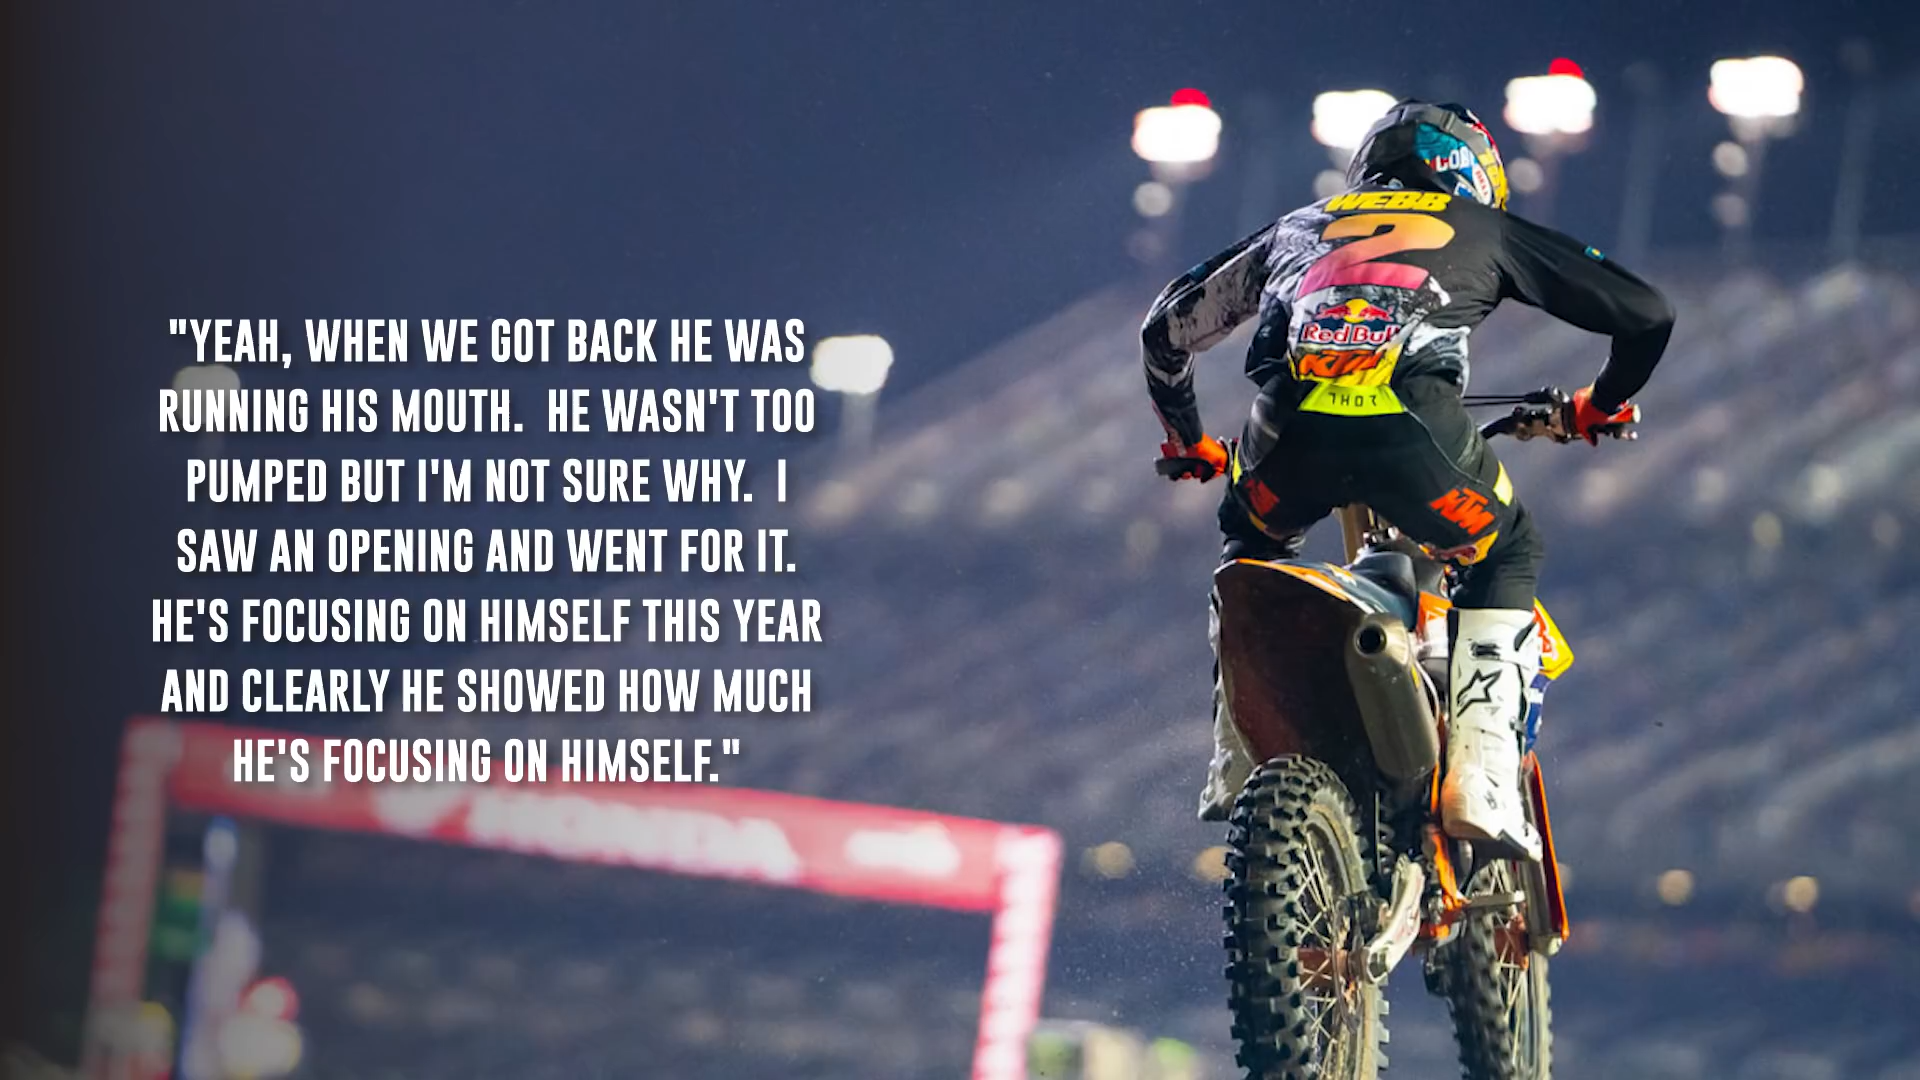 "YEAH, WHEN WE GOT BACK HE WAS
RUNNING HIS MOUTH.  HE WASN'T TOO
PUMPED BUT I'M NOT SURE WHY.  I
SAW AN OPENING AND WENT FOR IT.
HE'S FOCUSING ON HIMSELF THIS YEAR
AND CLEARLY HE SHOWED HOW MUCH
HE'S FOCUSING ON HIMSELF."
WEBB
2
Red Bull
KTM
THOR
KTM
HONDA